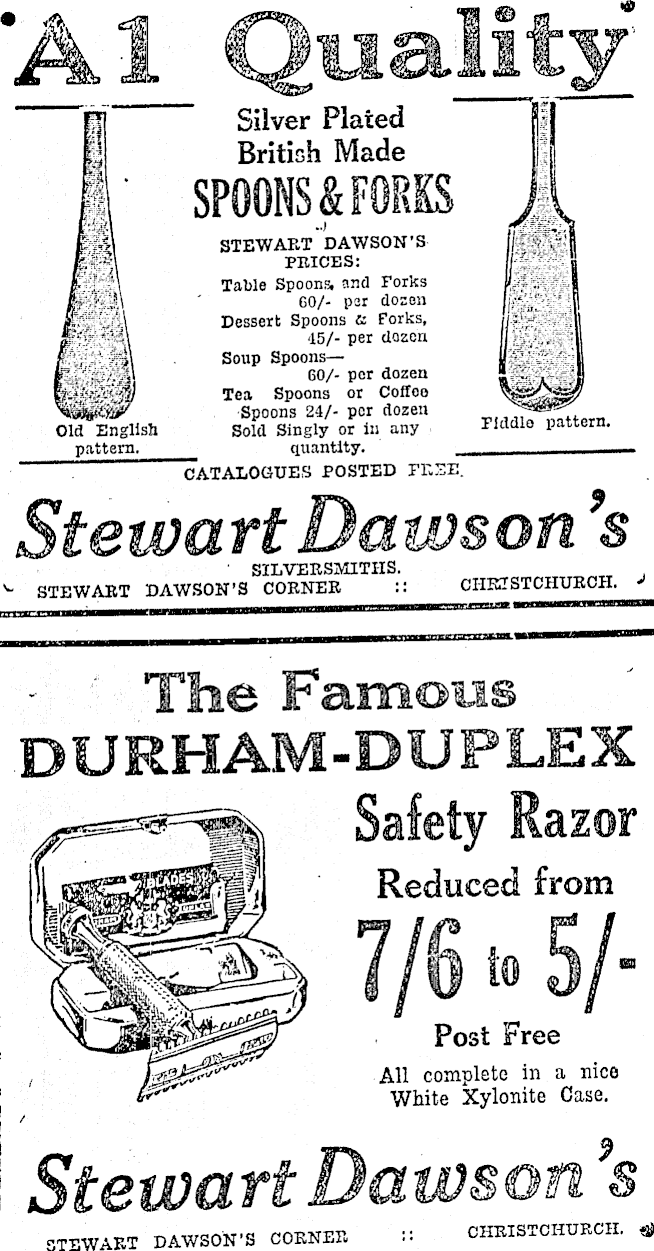 A1 Quality
Silver Plated
British Made
SPOONS & FORKS
STEWART DAWSON'S
PRICES:
Table Spoons, and Forks
60/- per dozen
Dessert Spoons & Forks,
45/- per dozen
Soup Spoons—
60/- per dozen
Tea Spoons or Coffee
Spoons 24/- per dozen
Sold Singly or in any
quantity.
Old English
pattern.
Fiddle pattern.
CATALOGUES POSTED FREE.
Stewart Dawson's
SILVERSMITHS.
STEWART DAWSON'S CORNER :: CHRISTCHURCH.
The Famous
DURHAM-DUPLEX
Safety Razor
Reduced from
7/6 to 5/-
Post Free
All complete in a nice
White Xylonite Case.
Stewart Dawson's
STEWART DAWSON'S CORNER :: CHRISTCHURCH.